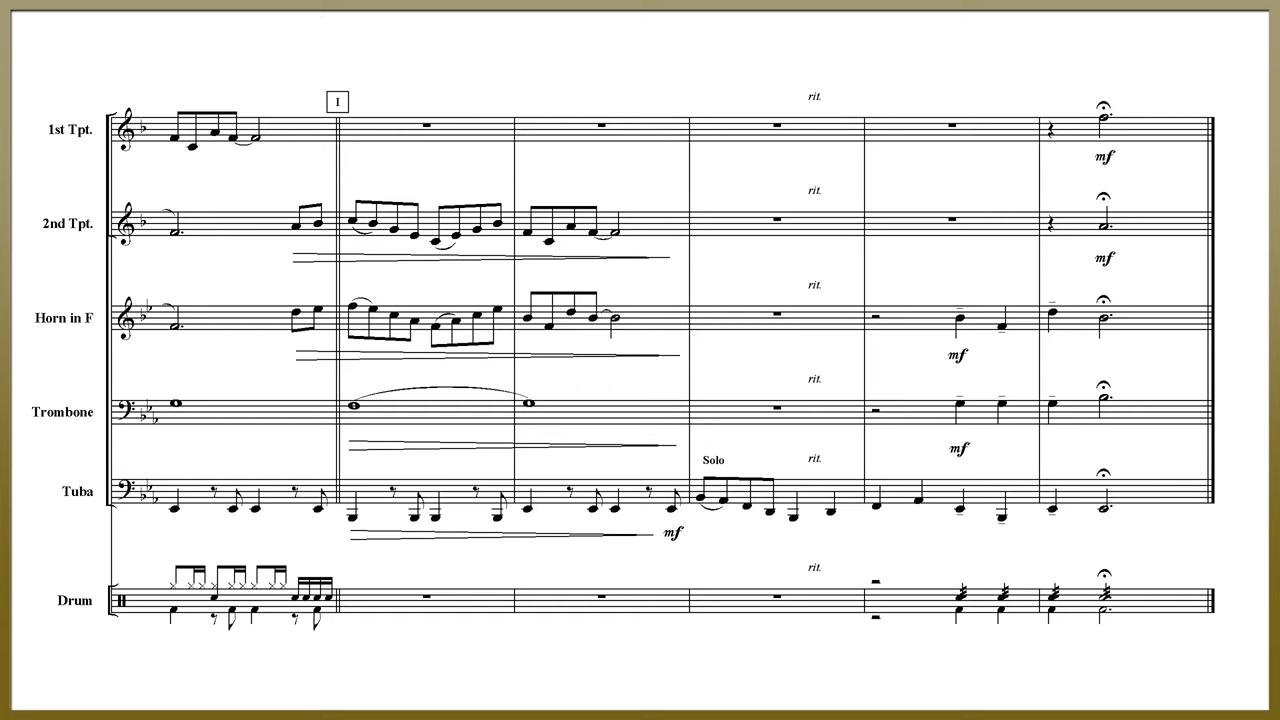 I
rit.
1st Tpt.
mf
rit.
2nd Tpt.
mf
rit.
Horn in F
mf
rit.
Trombone
mf
Solo
rit.
Tuba
mf
rit.
Drum